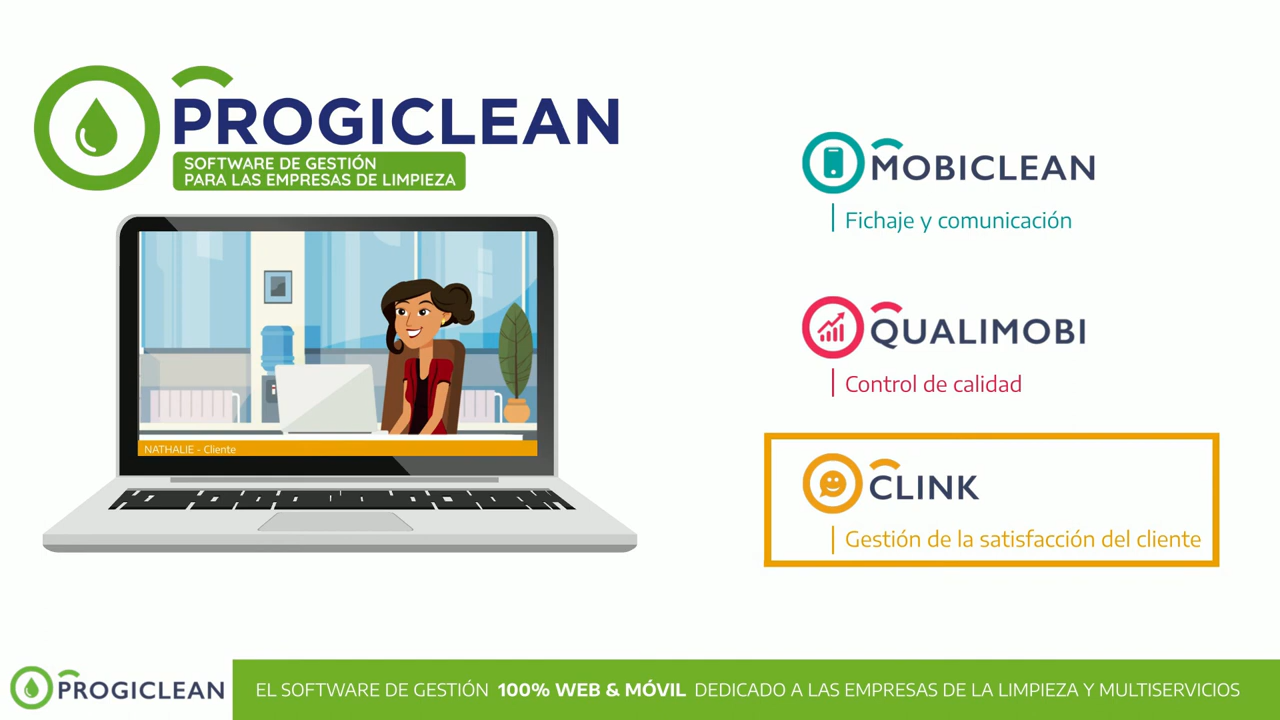 PROGICLEAN
SOFTWARE DE GESTIÓN
PARA LAS EMPRESAS DE LIMPIEZA
NATHALIE - Cliente
MOBICLEAN
Fichaje y comunicación
QUALIMOBI
Control de calidad
CLINK
Gestión de la satisfacción del cliente
PROGICLEAN
EL SOFTWARE DE GESTIÓN 100% WEB & MÓVIL DEDICADO A LAS EMPRESAS DE LA LIMPIEZA Y MULTISERVICIOS